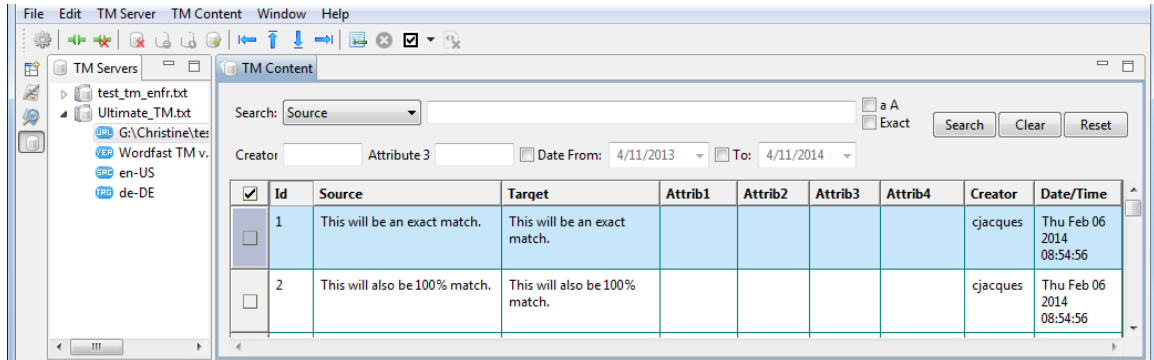 File Edit TM Server TM Content Window Help
TM Servers
test_tm_enfr.txt
Ultimate_TM.txt
URL G:\Christine\tes
VER Wordfast TM v.
SRC en-US
TRG de-DE
TM Content
Search: Source a A
Exact Search Clear Reset
Creator Attribute 3 Date From: 4/11/2013 To: 4/11/2014
Id Source Target Attrib1 Attrib2 Attrib3 Attrib4 Creator Date/Time
1 This will be an exact match. This will be an exact cjacques Thu Feb 06
match. 2014
08:54:56
2 This will also be 100% match. This will also be 100% cjacques Thu Feb 06
match. 2014
08:54:56